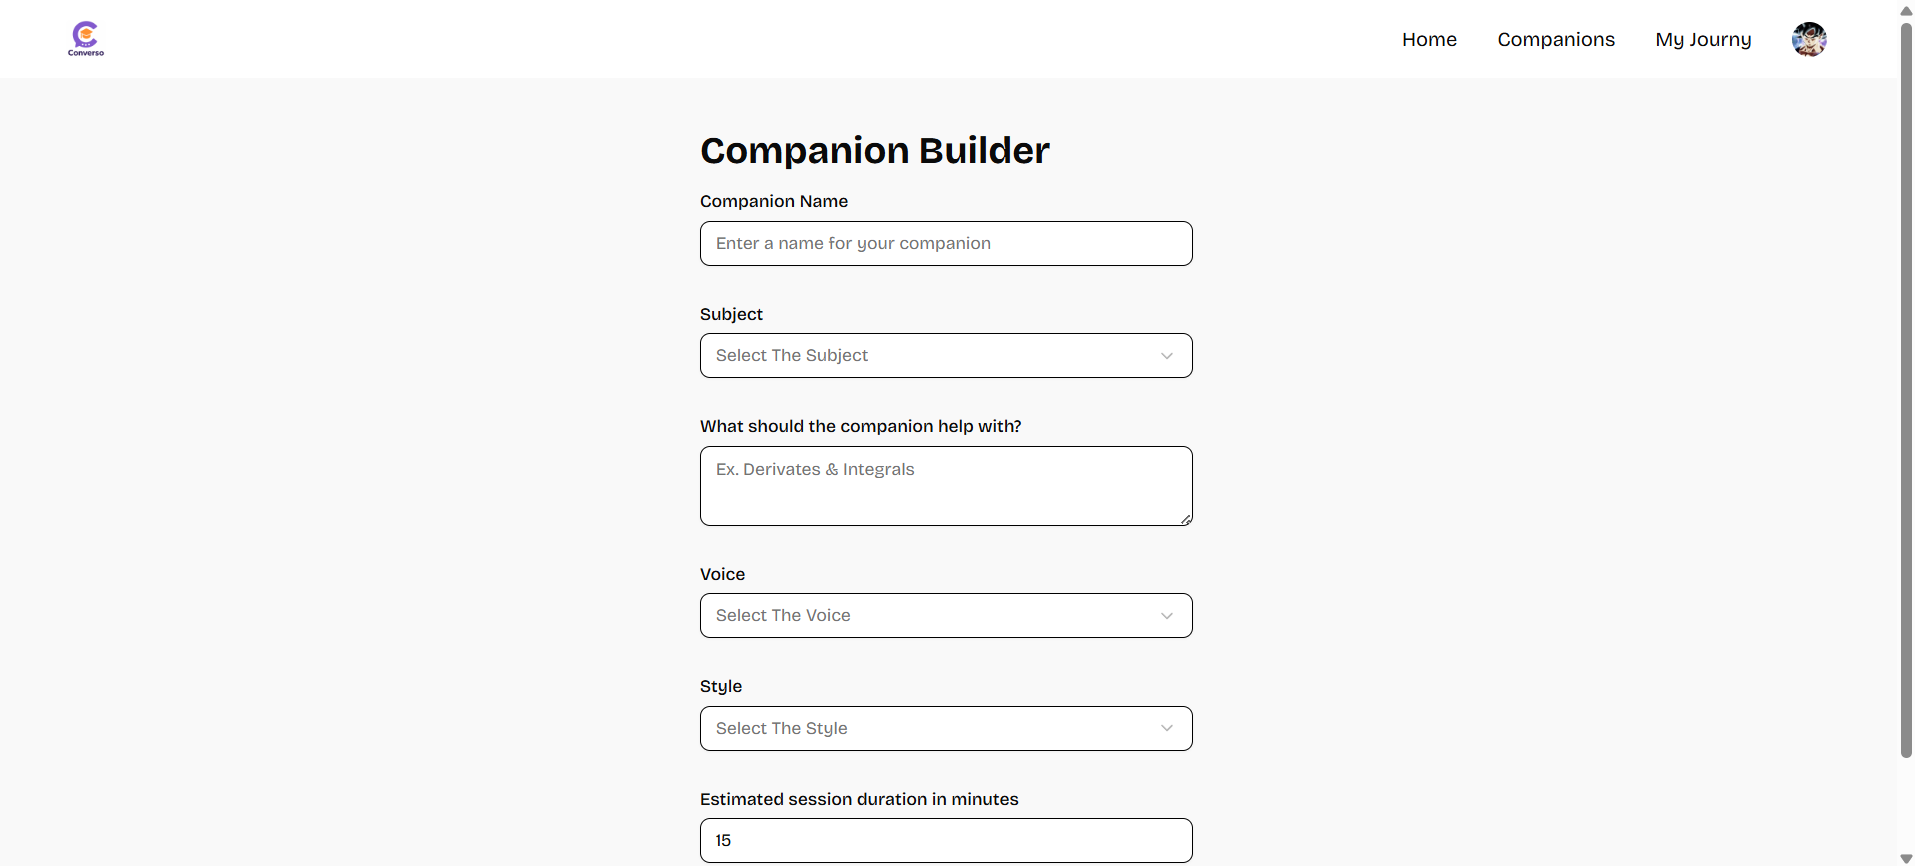 Converso
Home Companions My Journy
Companion Builder
Companion Name
Enter a name for your companion
Subject
Select The Subject
What should the companion help with?
Ex. Derivates & Integrals
Voice
Select The Voice
Style
Select The Style
Estimated session duration in minutes
15